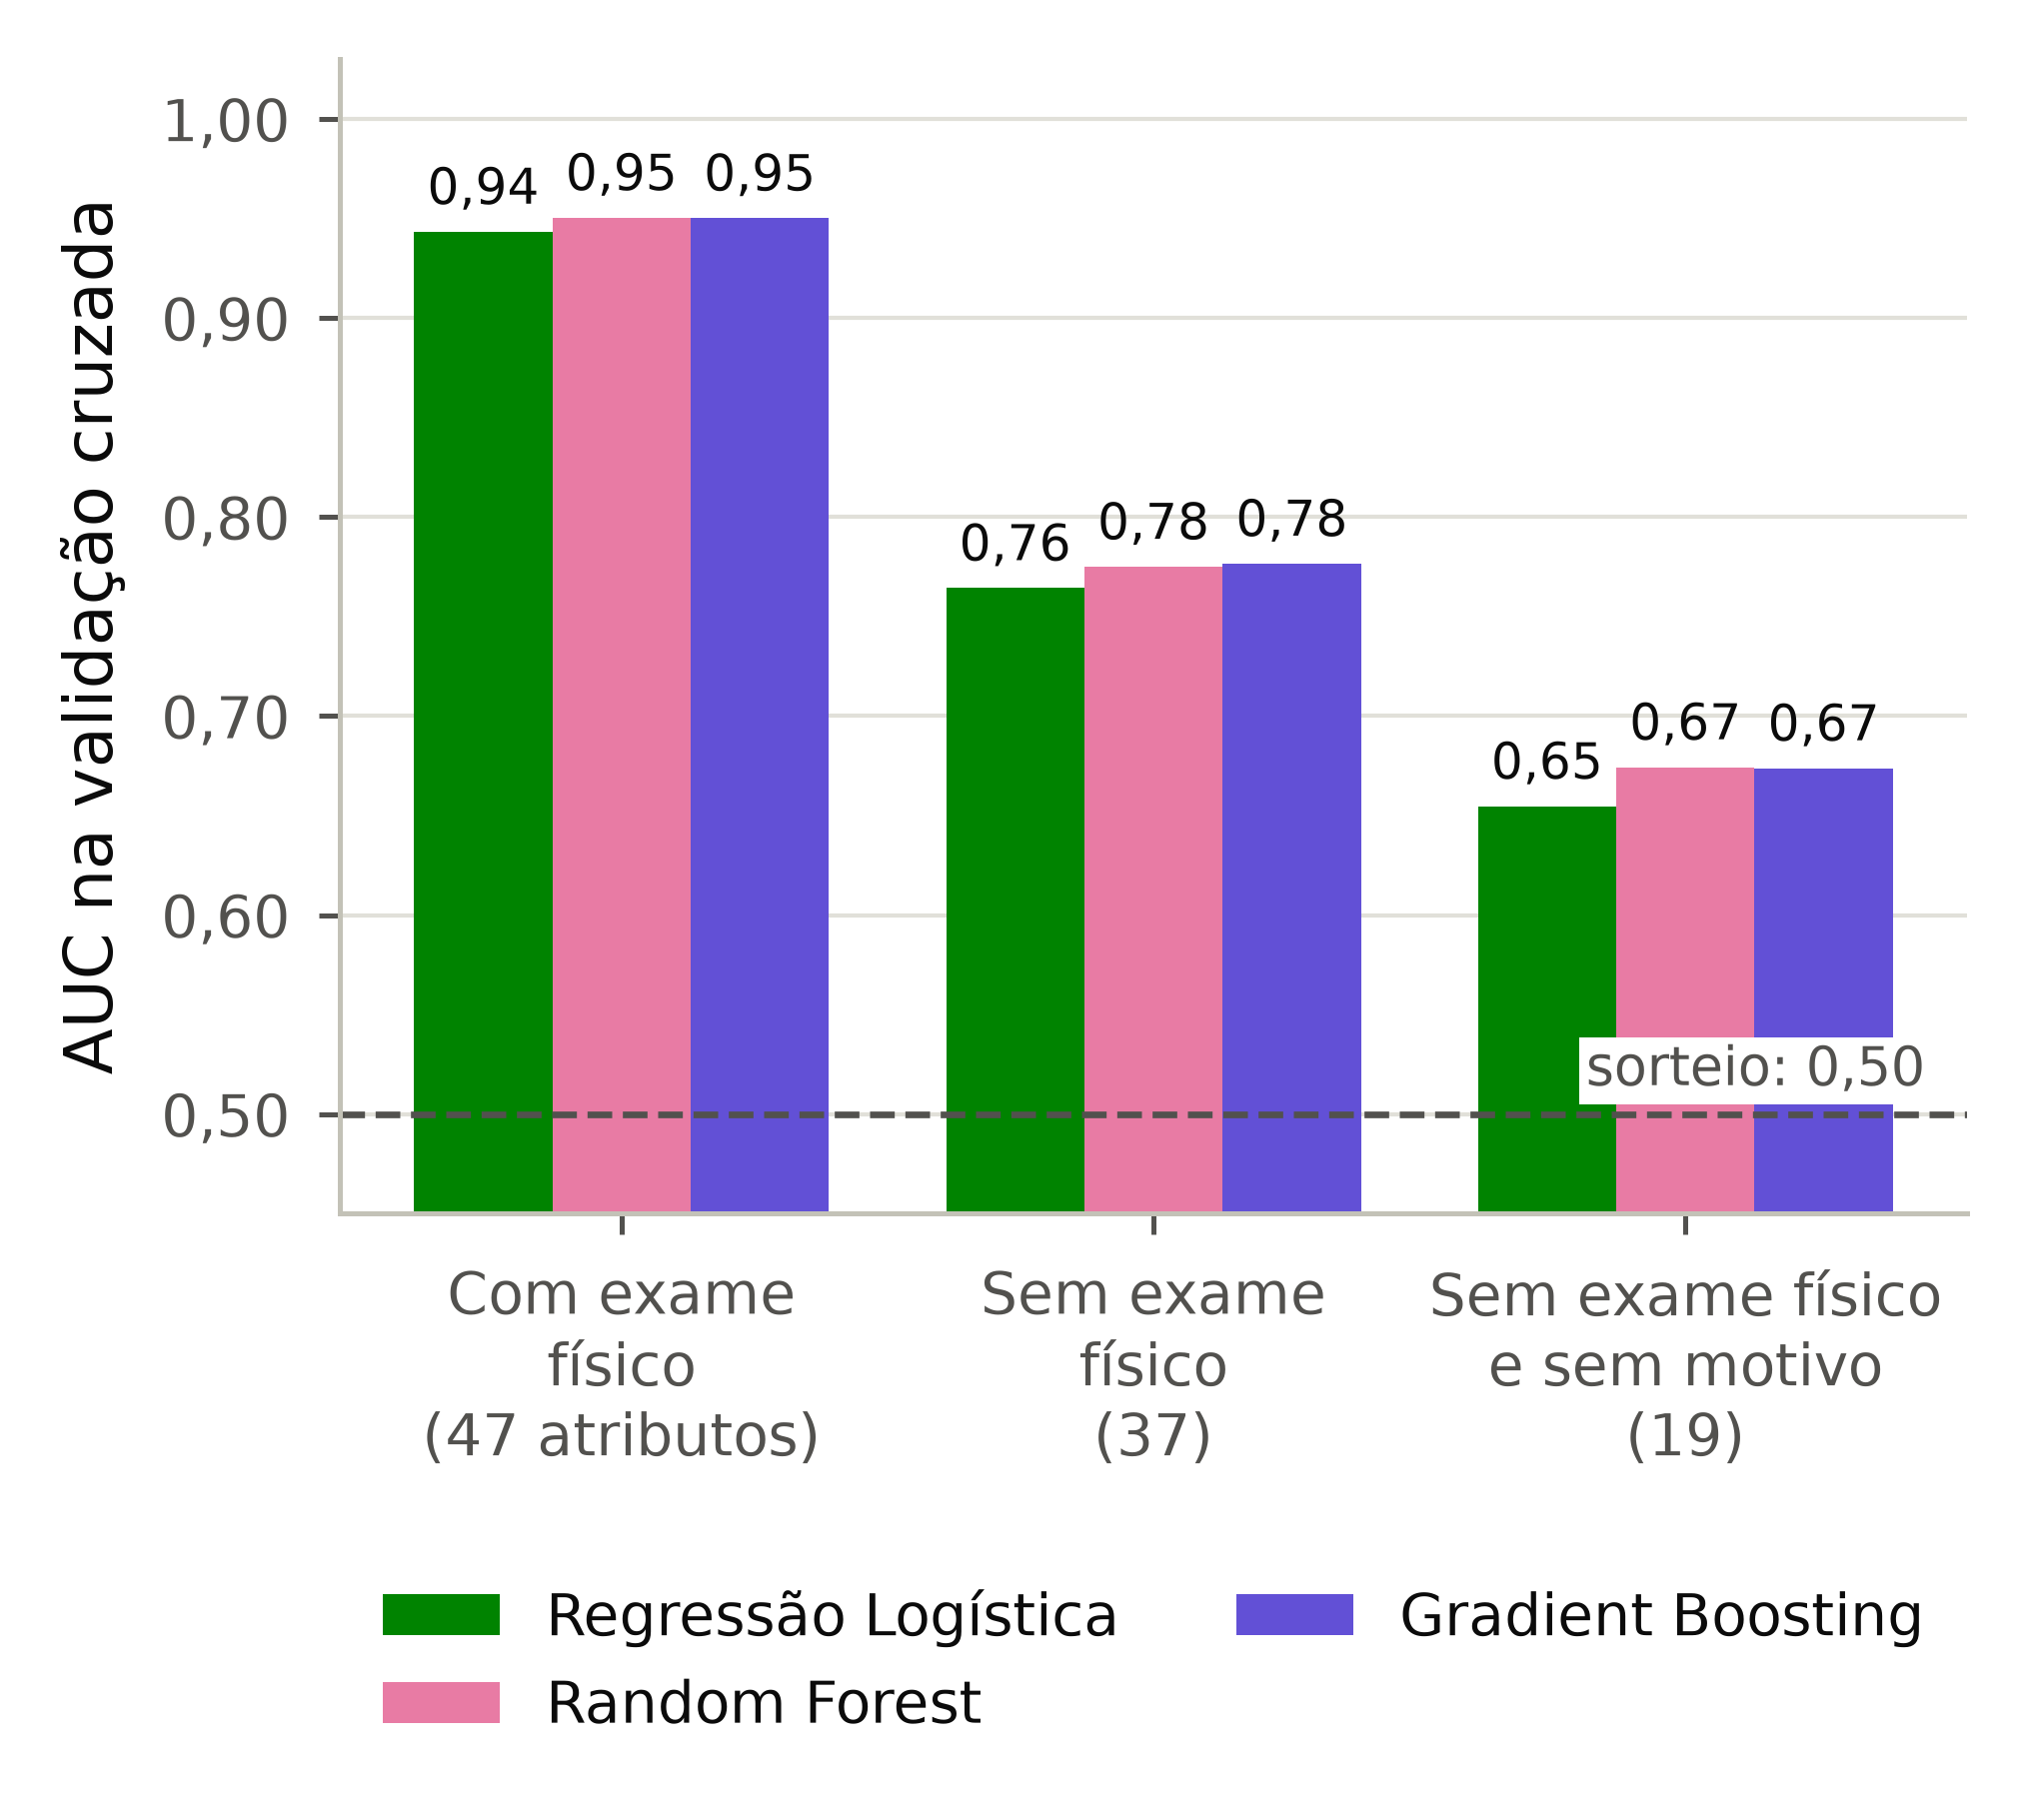 AUC na validação cruzada
1,00
0,90
0,80
0,70
0,60
0,50
0,94
0,95
0,95
0,76
0,78
0,78
0,65
0,67
0,67
sorteio: 0,50
Com exame
físico
(47 atributos)
Sem exame
físico
(37)
Sem exame físico
e sem motivo
(19)
Regressão Logística
Random Forest
Gradient Boosting